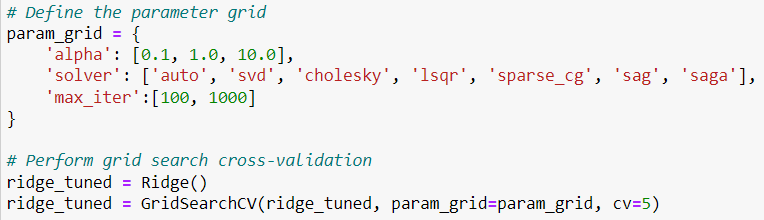 # Define the parameter grid
param_grid = {
    'alpha': [0.1, 1.0, 10.0],
    'solver': ['auto', 'svd', 'cholesky', 'lsqr', 'sparse_cg', 'sag', 'saga'],
    'max_iter':[100, 1000]
}
# Perform grid search cross-validation
ridge_tuned = Ridge()
ridge_tuned = GridSearchCV(ridge_tuned, param_grid=param_grid, cv=5)